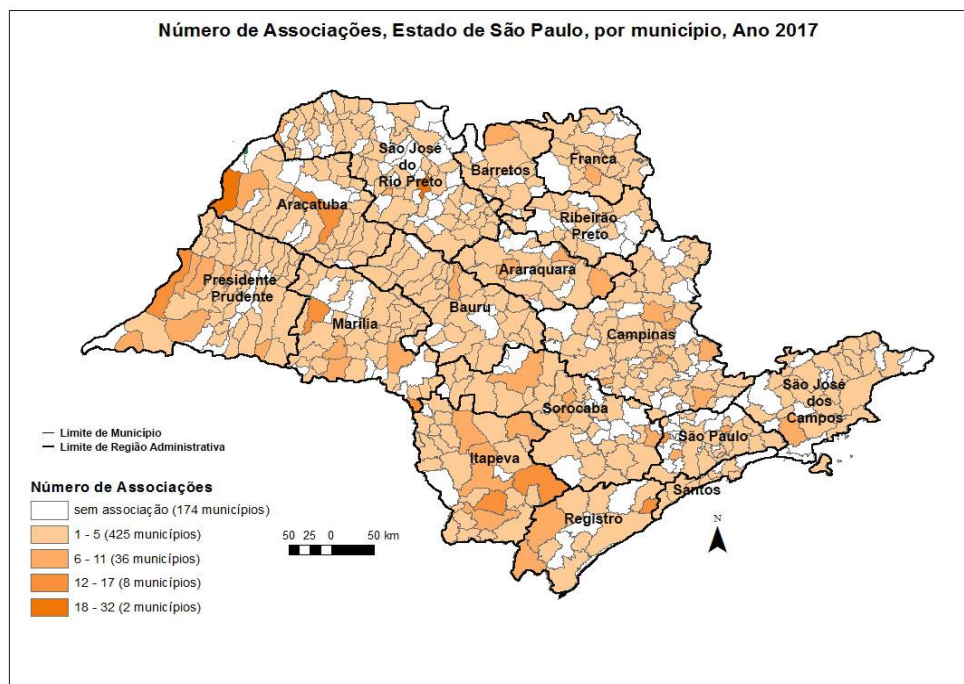 Número de Associações, Estado de São Paulo, por município, Ano 2017
São José
do
Rio Preto
Barretos
Franca
Araçatuba
Ribeirão
Preto
Presidente
Prudente
Araraquara
Bauru
Marília
Campinas
São José
dos
Campos
Sorocaba
São Paulo
Itapeva
Santos
Registro
Limite de Município
Limite de Região Administrativa
Número de Associações
sem associação (174 municípios)
1 - 5 (425 municípios)
6 - 11 (36 municípios)
12 - 17 (8 municípios)
18 - 32 (2 municípios)
50 25 0 50 km
N